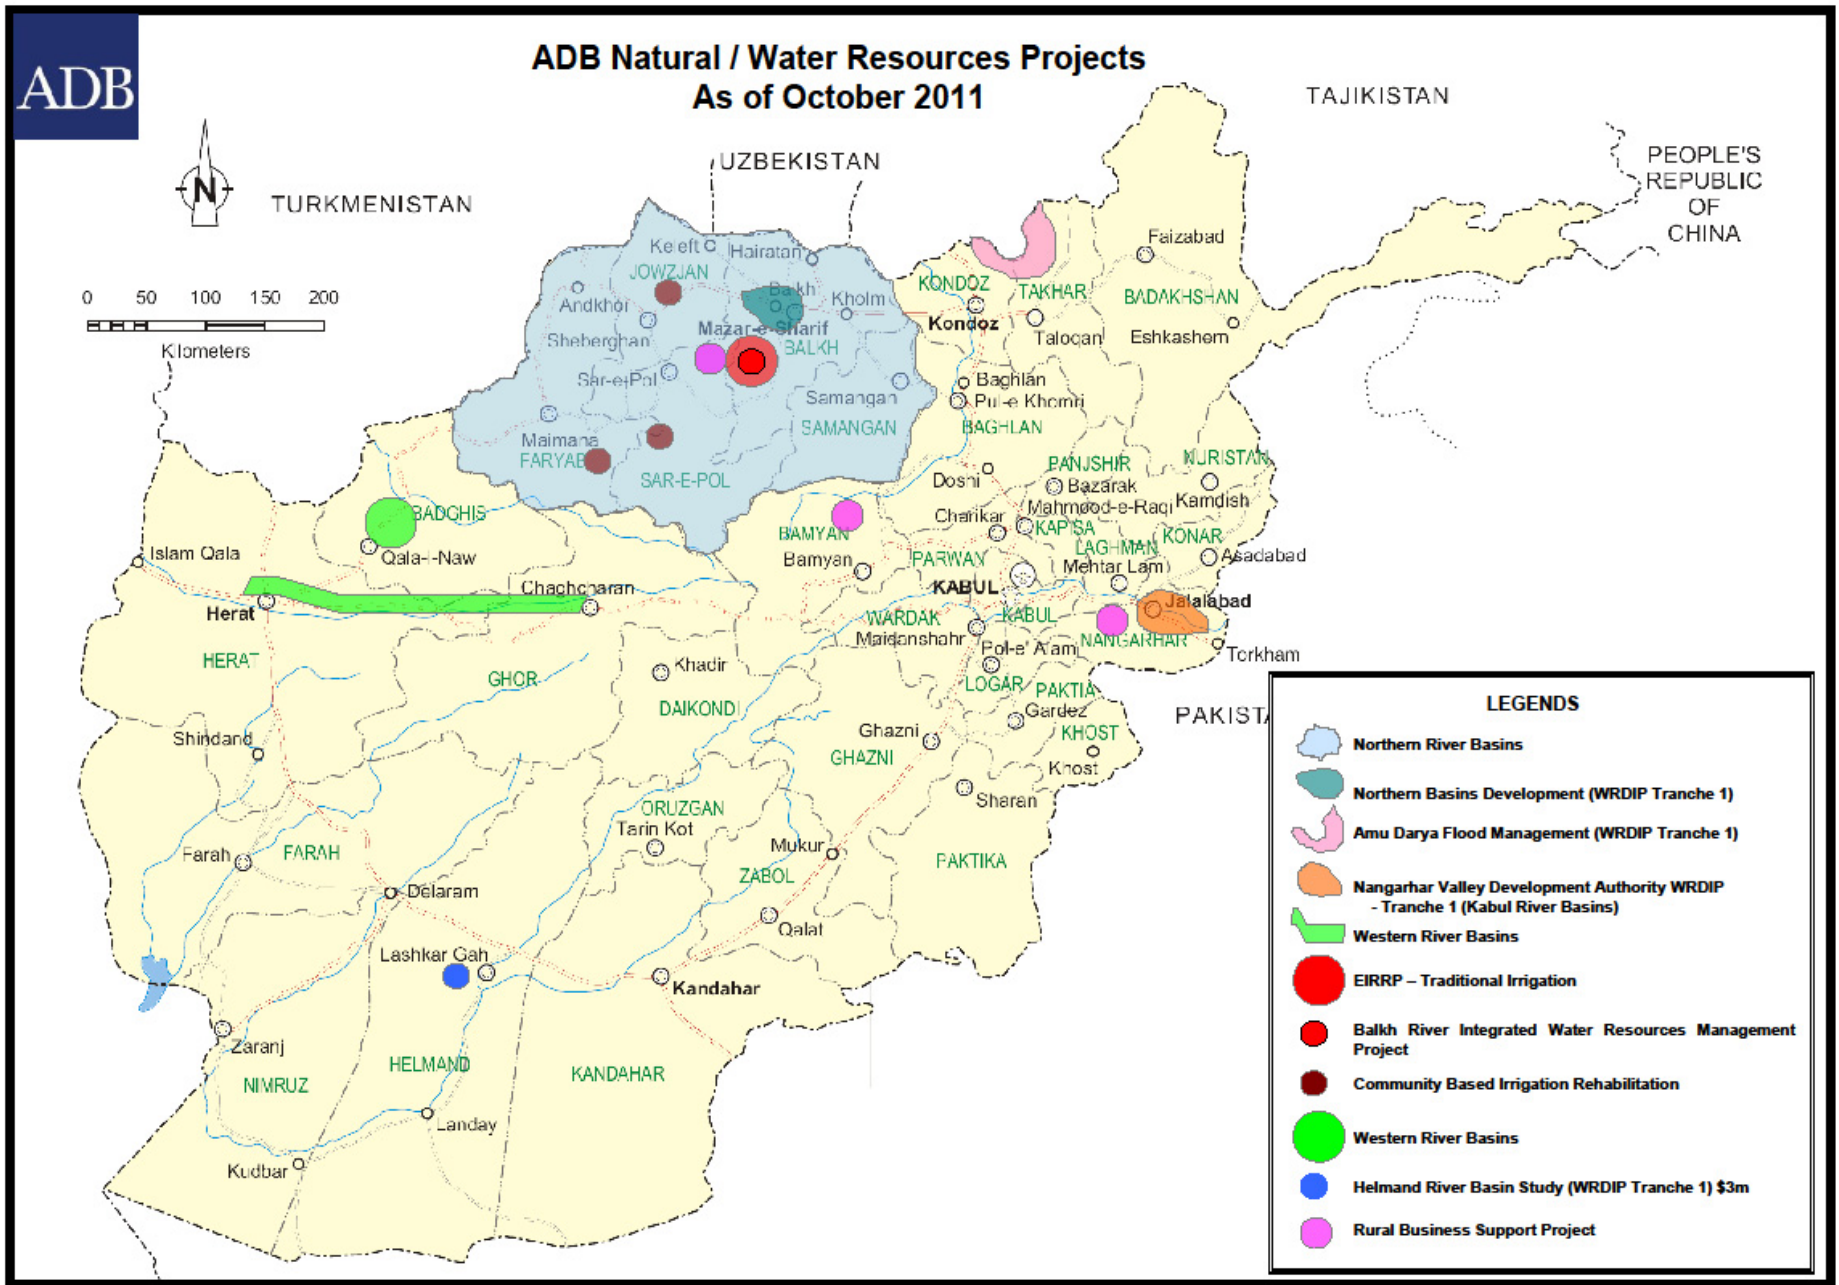 ADB
ADB Natural / Water Resources Projects
As of October 2011
TAJIKISTAN
UZBEKISTAN
PEOPLE'S
REPUBLIC
OF
CHINA
TURKMENISTAN
N
0 50 100 150 200
Kilometers
Keleft
Hairatan
Faizabad
JOWZJAN
Andkhoi
Balkh
Kholm
KONDOZ
TAKHAR
BADAKHSHAN
Mazar-e-Sharif
Kondoz
Sheberghan
BALKH
Taloqan
Eshkashem
Sar-e-Pol
Samangan
Baghlan
Pul-e Khomri
Maimana
SAMANGAN
BAGHLAN
FARYAB
SAR-E-POL
PANJSHIR
NURISTAN
Doshi
Bazarak
Kamdish
BADGHIS
Mahmood-e-Raqi
Charikar
KAPISA
BAMYAN
KONAR
Islam Qala
Qala-I-Naw
Bamyan
PARWAN
LAGHMAN
Asadabad
Mehtar Lam
Chaghcharan
KABUL
Jalalabad
Herat
WARDAK
KABUL
Maidanshahr
NANGARHAR
Pol-e' Alam
Torkham
HERAT
GHOR
Khadir
LOGAR
PAKTIA
DAIKONDI
Gardez
PAKISTA
Shindand
Ghazni
KHOST
GHAZNI
Khost
Sharan
ORUZGAN
Tarin Kot
Farah
FARAH
Mukur
PAKTIKA
ZABOL
Delaram
Qalat
Lashkar Gah
Kandahar
Zaranj
HELMAND
KANDAHAR
NIMRUZ
Landay
Kudbar
LEGENDS
Northern River Basins
Northern Basins Development (WRDIP Tranche 1)
Amu Darya Flood Management (WRDIP Tranche 1)
Nangarhar Valley Development Authority WRDIP
- Tranche 1 (Kabul River Basins)
Western River Basins
EIRRP – Traditional Irrigation
Balkh River Integrated Water Resources Management
Project
Community Based Irrigation Rehabilitation
Western River Basins
Helmand River Basin Study (WRDIP Tranche 1) $3m
Rural Business Support Project